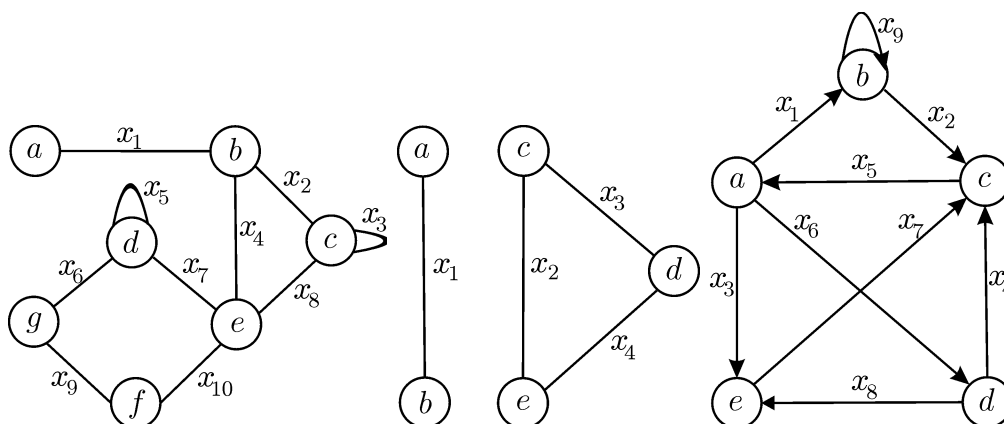 a
x₁
b
x₂
x₅
x₃
d
x₄
c
x₆
x₇
x₈
g
e
x₉
f
x₁₀
a
x₁
b
c
x₃
x₂
d
x₄
e
x₉
b
x₁
x₂
a
x₅
c
x₆
x₇
x₃
e
x₈
d